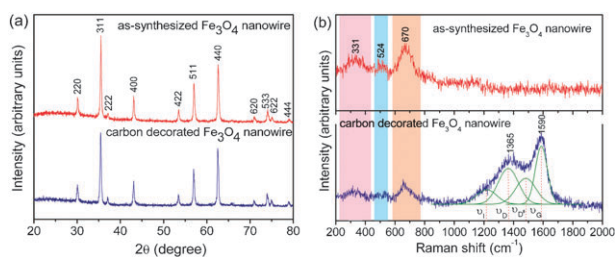 (a)
as-synthesized Fe₃O₄ nanowire
311
220
222
400
422
511
440
620
533
622
444
carbon decorated Fe₃O₄ nanowire
Intensity (arbitrary units)
20 30 40 50 60 70 80
2θ (degree)
(b)
as-synthesized Fe₃O₄ nanowire
331
524
670
carbon decorated Fe₃O₄ nanowire
1365
1590
Intensity (arbitrary units)
υI υD υD' υG
200 400 600 800 1000 1200 1400 1600 1800 2000
Raman shift (cm⁻¹)